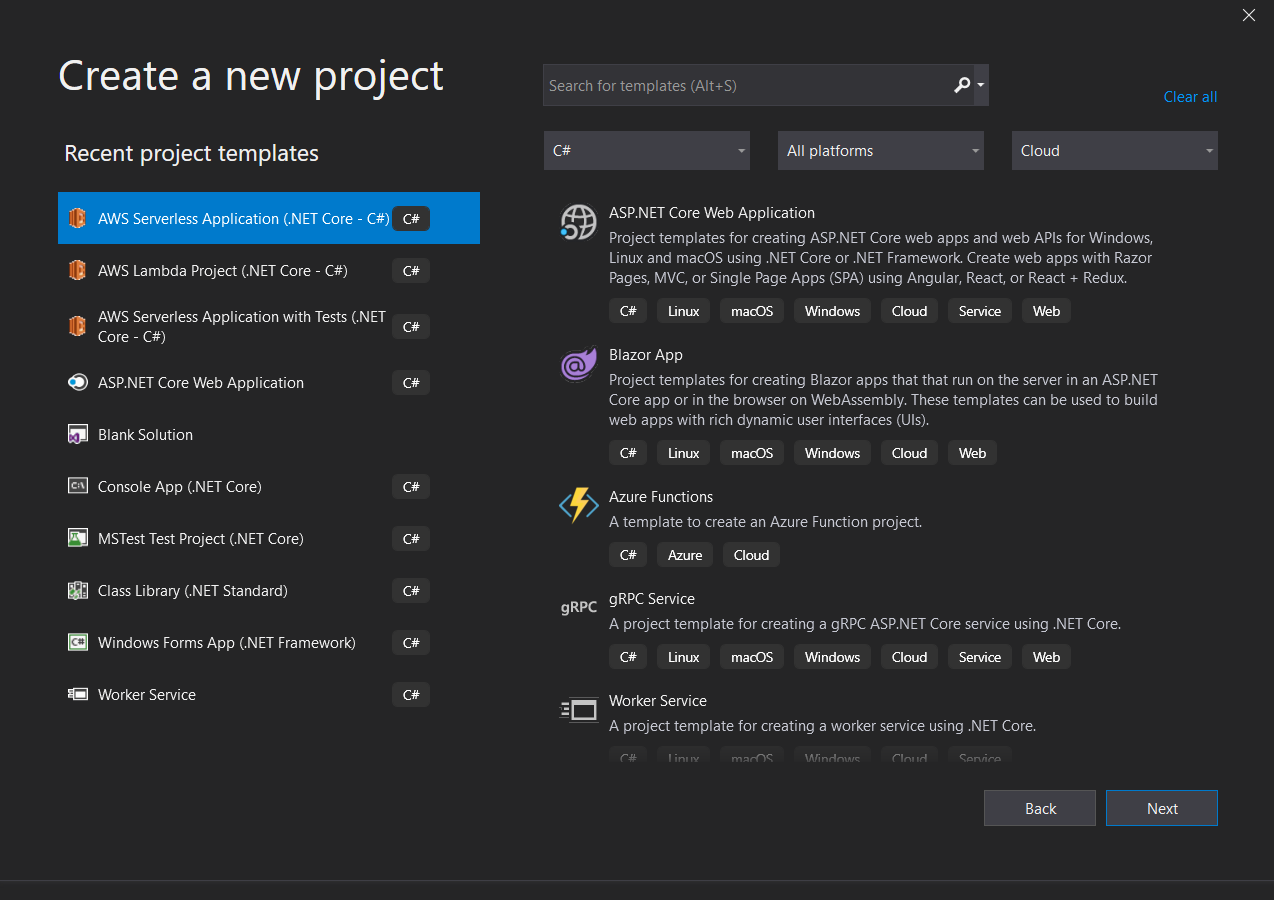 Create a new project
Search for templates (Alt+S)
Clear all
Recent project templates
C#
All platforms
Cloud
AWS Serverless Application (.NET Core - C#) C#
AWS Lambda Project (.NET Core - C#) C#
AWS Serverless Application with Tests (.NET
Core - C#) C#
ASP.NET Core Web Application C#
Blank Solution
Console App (.NET Core) C#
MSTest Test Project (.NET Core) C#
Class Library (.NET Standard) C#
Windows Forms App (.NET Framework) C#
Worker Service C#
ASP.NET Core Web Application
Project templates for creating ASP.NET Core web apps and web APIs for Windows,
Linux and macOS using .NET Core or .NET Framework. Create web apps with Razor
Pages, MVC, or Single Page Apps (SPA) using Angular, React, or React + Redux.
C# Linux macOS Windows Cloud Service Web
Blazor App
Project templates for creating Blazor apps that that run on the server in an ASP.NET
Core app or in the browser on WebAssembly. These templates can be used to build
web apps with rich dynamic user interfaces (UIs).
C# Linux macOS Windows Cloud Web
Azure Functions
A template to create an Azure Function project.
C# Azure Cloud
gRPC gRPC Service
A project template for creating a gRPC ASP.NET Core service using .NET Core.
C# Linux macOS Windows Cloud Service Web
Worker Service
A project template for creating a worker service using .NET Core.
C# Linux macOS Windows Cloud Service
Back
Next